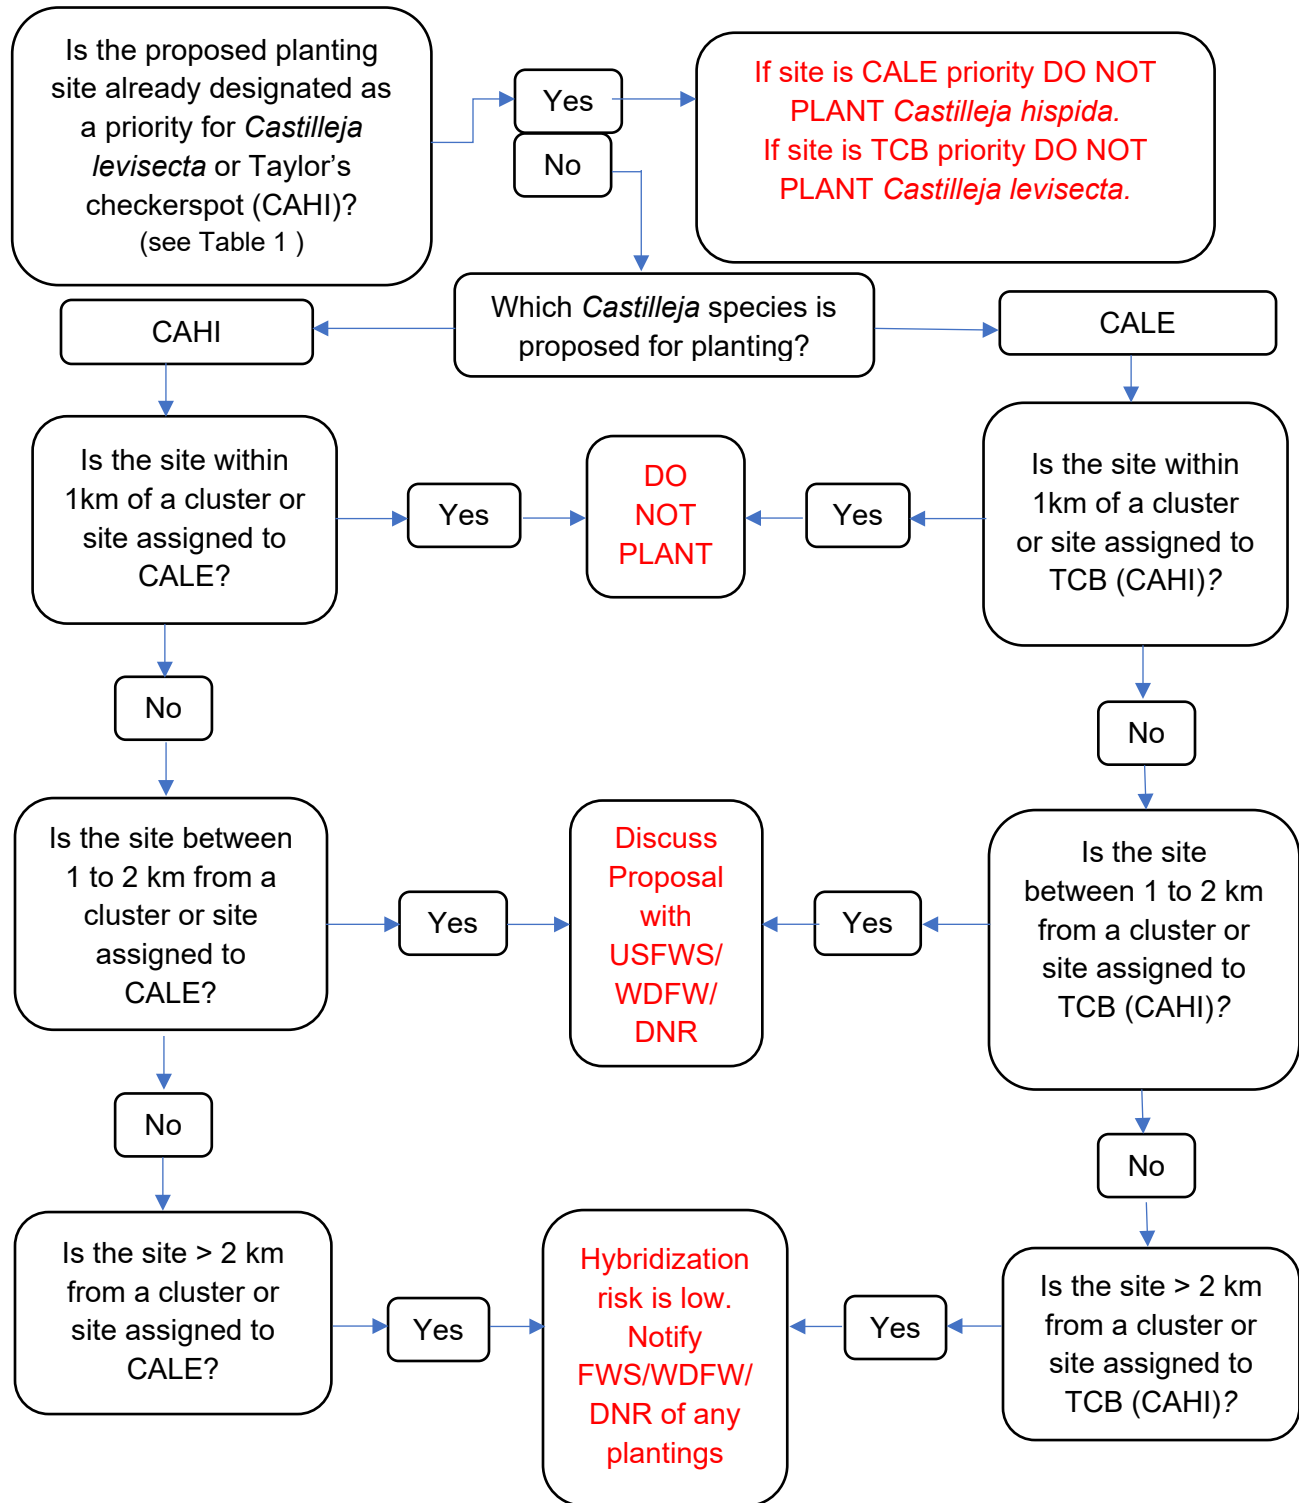 Is the proposed planting
site already designated as
a priority for Castilleja
levisecta or Taylor's
checkerspot (CAHI)?
(see Table 1 )
Yes
No
If site is CALE priority DO NOT
PLANT Castilleja hispida.
If site is TCB priority DO NOT
PLANT Castilleja levisecta.
Which Castilleja species is
proposed for planting?
CAHI
CALE
Is the site within
1km of a cluster or
site assigned to
CALE?
Yes
DO
NOT
PLANT
Yes
Is the site within
1km of a cluster
or site assigned to
TCB (CAHI)?
No
No
Is the site between
1 to 2 km from a
cluster or site
assigned to
CALE?
Yes
Discuss
Proposal
with
USFWS/
WDFW/
DNR
Yes
Is the site
between 1 to 2 km
from a cluster or
site assigned to
TCB (CAHI)?
No
No
Is the site > 2 km
from a cluster or
site assigned to
CALE?
Yes
Hybridization
risk is low.
Notify
FWS/WDFW/
DNR of any
plantings
Yes
Is the site > 2 km
from a cluster or
site assigned to
TCB (CAHI)?